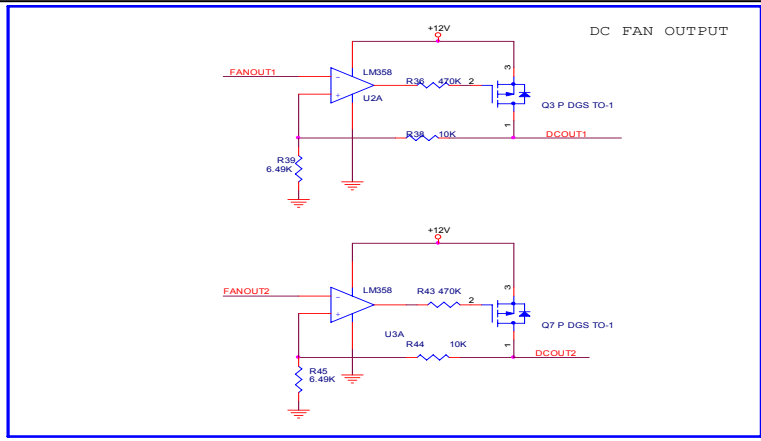 DC FAN OUTPUT
+12V
FANOUT1
LM358
R36 470K
2
3
U2A
Q3 P DGS TO-1
1
R38 10K
DCOUT1
R39
6.49K
+12V
FANOUT2
LM358
R43 470K
2
3
Q7 P DGS TO-1
U3A
1
R44 10K
DCOUT2
R45
6.49K